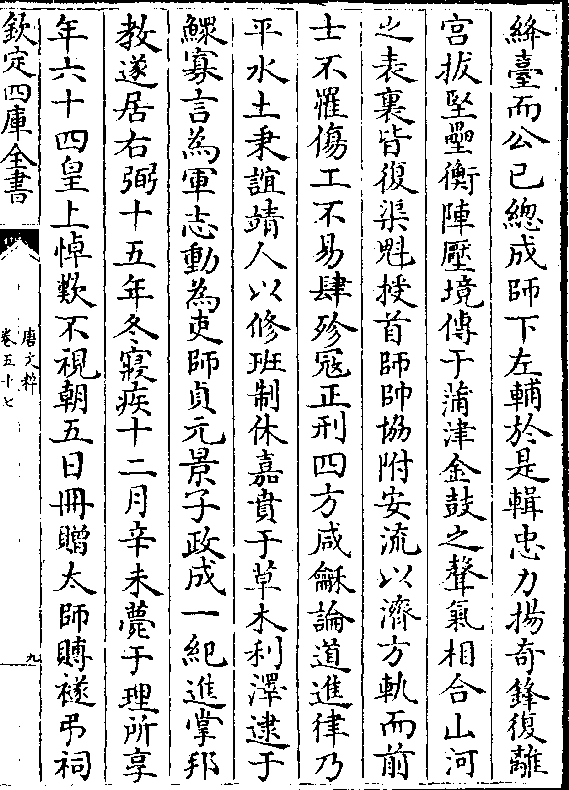 絳臺而公已總成師下左輔於是輯忠力揚奇鋒復離
宮拔堅壘衡陣壓境傅于蒲津金鼓之聲氣相合山河
之表裏皆復渠魁授首師帥協附安流以濟方軌而前
士不罹傷工不易肆殄冦正刑四方咸龢論道進律乃
平水土秉誼靖人以修班制休嘉賁于草木利澤逮于
鰥寡言為軍志動為吏師貞元景子政成一紀進掌邦
教遂居右弼十五年冬寢疾十二月辛未薨于理所享
年六十四皇上悼歎不視朝五日冊贈太師賻襚弔祠
欽定四庫全書
唐文粹
卷五十七
九